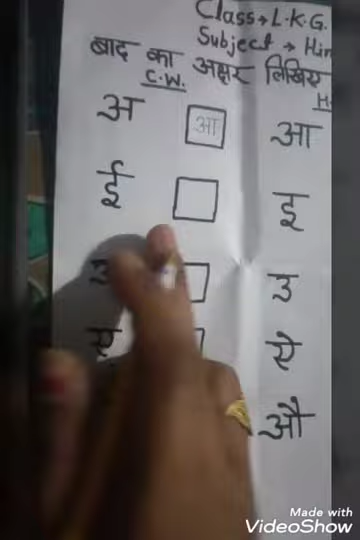 Class → L.K.G.
Subject → Hin
बाद का अक्षर लिखिए
C.W.
H.
अ आ आ
ई इ
उ उ
ऐ
औ
Made with
VideoShow